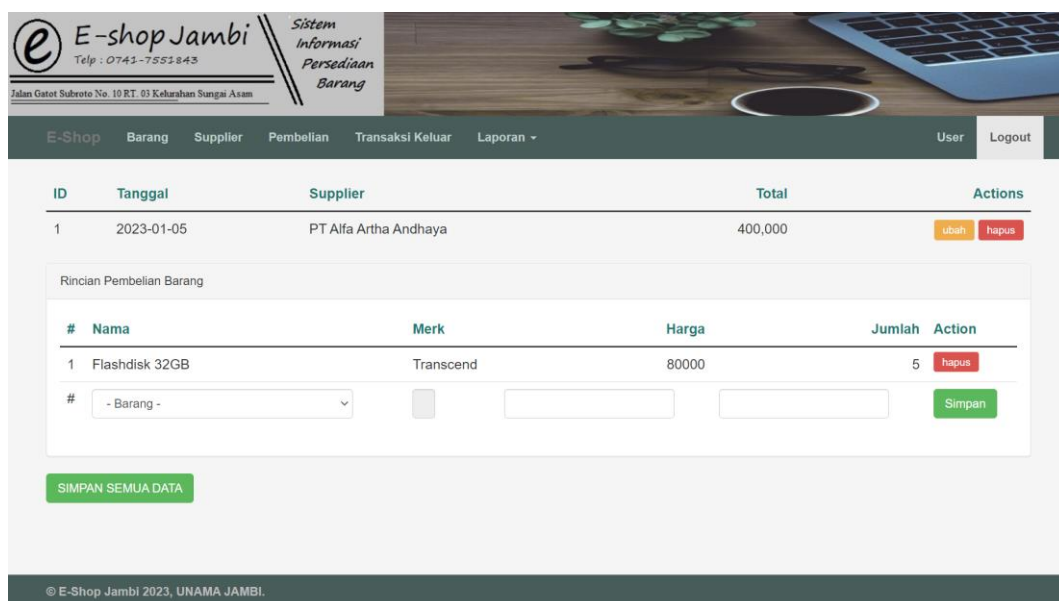 e E-shop Jambi
Telp : 0741-7551843
Jalan Gatot Subroto No. 10 RT. 03 Kelurahan Sungai Asam
Sistem
Informasi
Persediaan
Barang
E-Shop Barang Supplier Pembelian Transaksi Keluar Laporan User Logout
ID Tanggal Supplier Total Actions
1 2023-01-05 PT Alfa Artha Andhaya 400,000 ubah hapus
Rincian Pembelian Barang
# Nama Merk Harga Jumlah Action
1 Flashdisk 32GB Transcend 80000 5 hapus
# - Barang - Simpan
SIMPAN SEMUA DATA
© E-Shop Jambi 2023, UNAMA JAMBI.